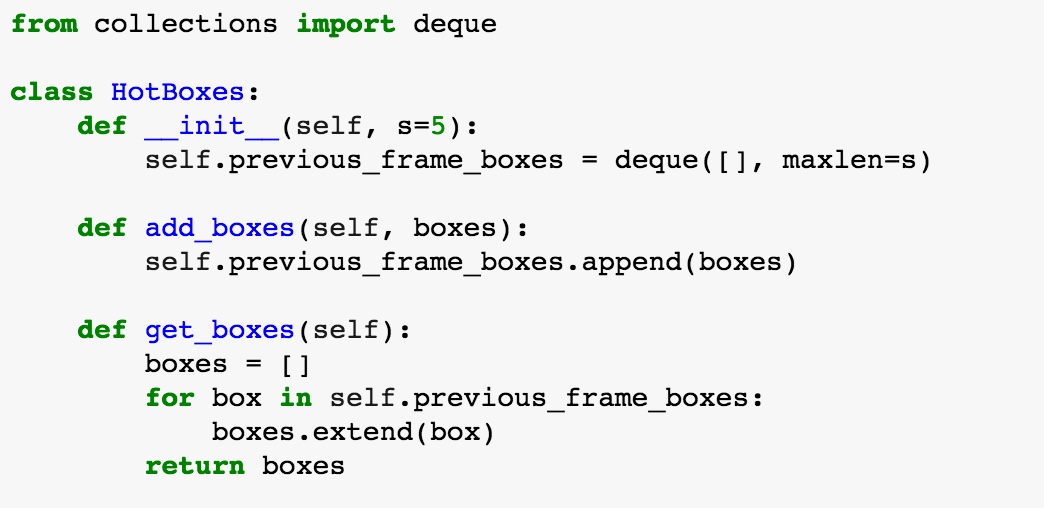 from collections import deque
class HotBoxes:
    def __init__(self, s=5):
        self.previous_frame_boxes = deque([], maxlen=s)
    def add_boxes(self, boxes):
        self.previous_frame_boxes.append(boxes)
    def get_boxes(self):
        boxes = []
        for box in self.previous_frame_boxes:
            boxes.extend(box)
        return boxes